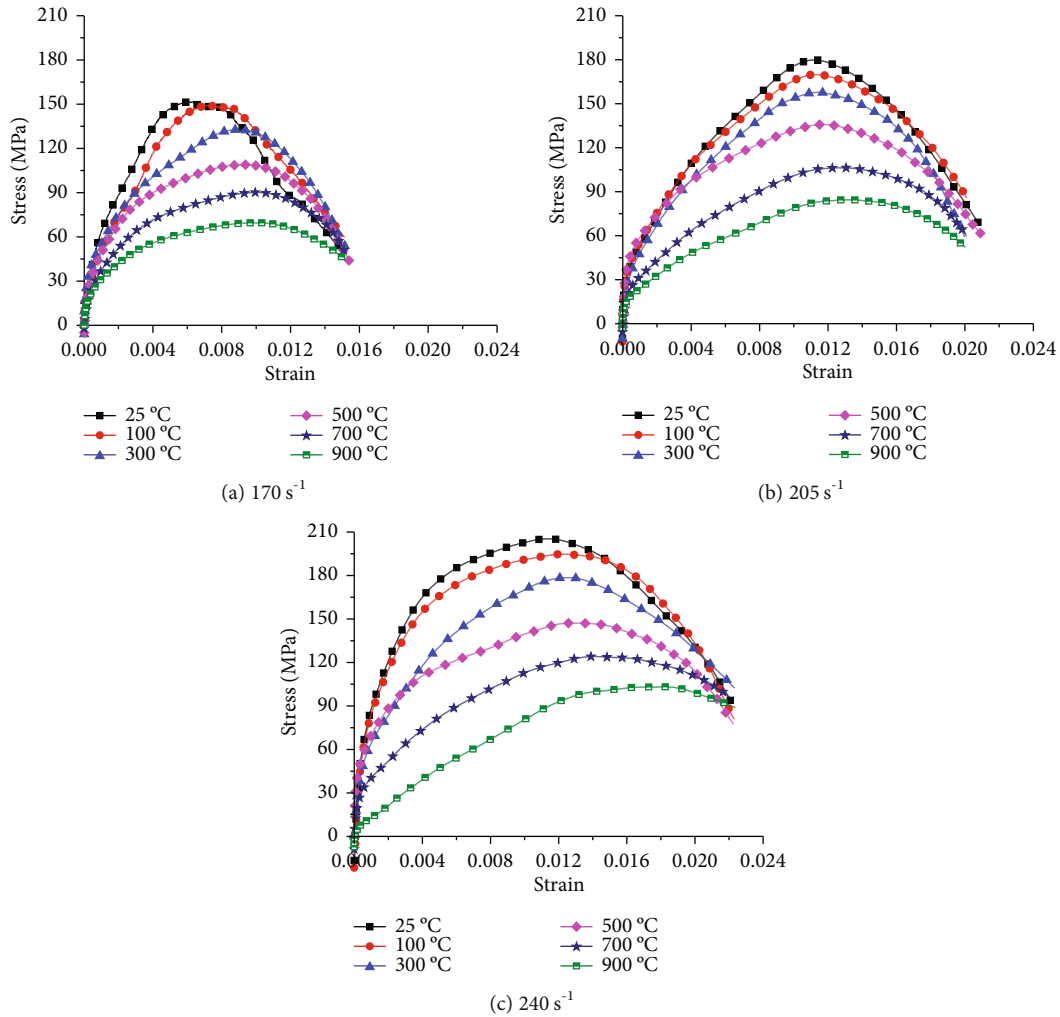 210
180
150
120
90
60
30
0
Stress (MPa)
0.000 0.004 0.008 0.012 0.016 0.020 0.024
Strain
25 ºC
100 ºC
300 ºC
500 ºC
700 ºC
900 ºC
(a) 170 s⁻¹
210
180
150
120
90
60
30
0
Stress (MPa)
0.000 0.004 0.008 0.012 0.016 0.020 0.024
Strain
25 ºC
100 ºC
300 ºC
500 ºC
700 ºC
900 ºC
(b) 205 s⁻¹
210
180
150
120
90
60
30
0
Stress (MPa)
0.000 0.004 0.008 0.012 0.016 0.020 0.024
Strain
25 ºC
100 ºC
300 ºC
500 ºC
700 ºC
900 ºC
(c) 240 s⁻¹